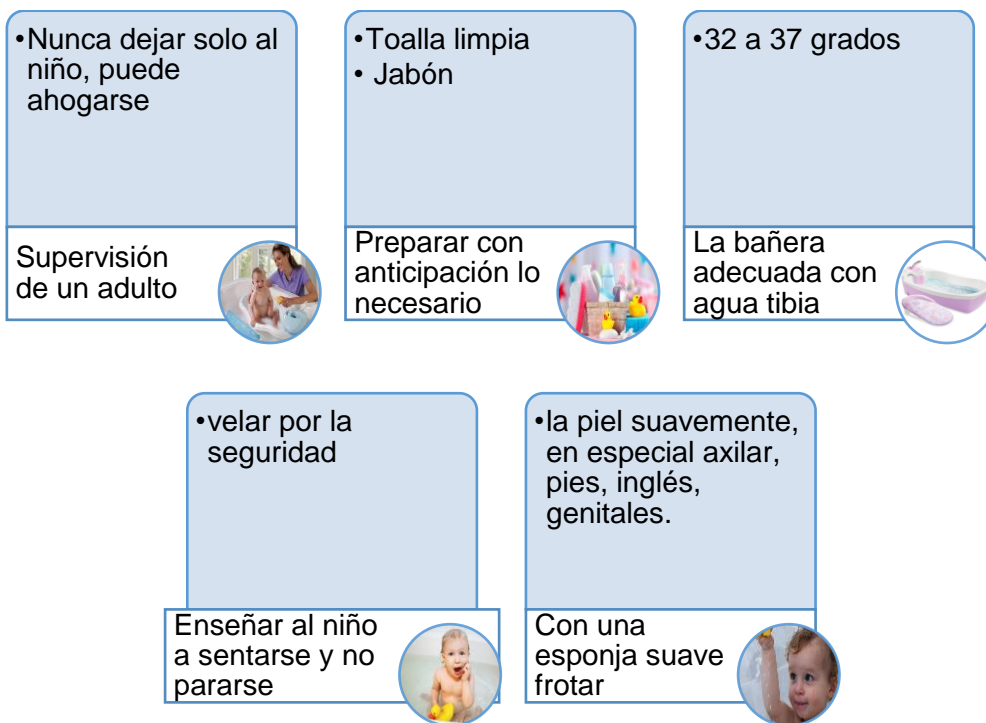 •Nunca dejar solo al
niño, puede
ahogarse
Supervisión
de un adulto
•Toalla limpia
• Jabón
Preparar con
anticipación lo
necesario
•32 a 37 grados
La bañera
adecuada con
agua tibia
•velar por la
seguridad
Enseñar al niño
a sentarse y no
pararse
•la piel suavemente,
en especial axilar,
pies, inglés,
genitales.
Con una
esponja suave
frotar